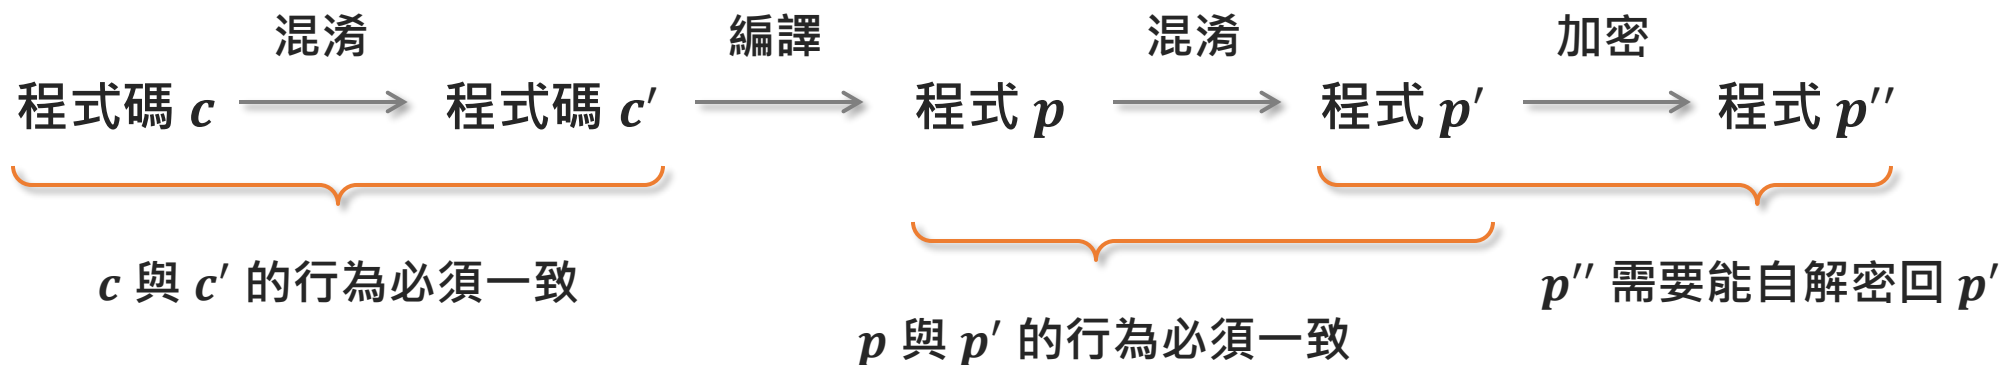 混淆 編譯 混淆 加密
程式碼 c 程式碼 c′ 程式 p 程式 p′ 程式 p′′
c 與 c′ 的行為必須一致 p′′ 需要能自解密回 p′
p 與 p′ 的行為必須一致